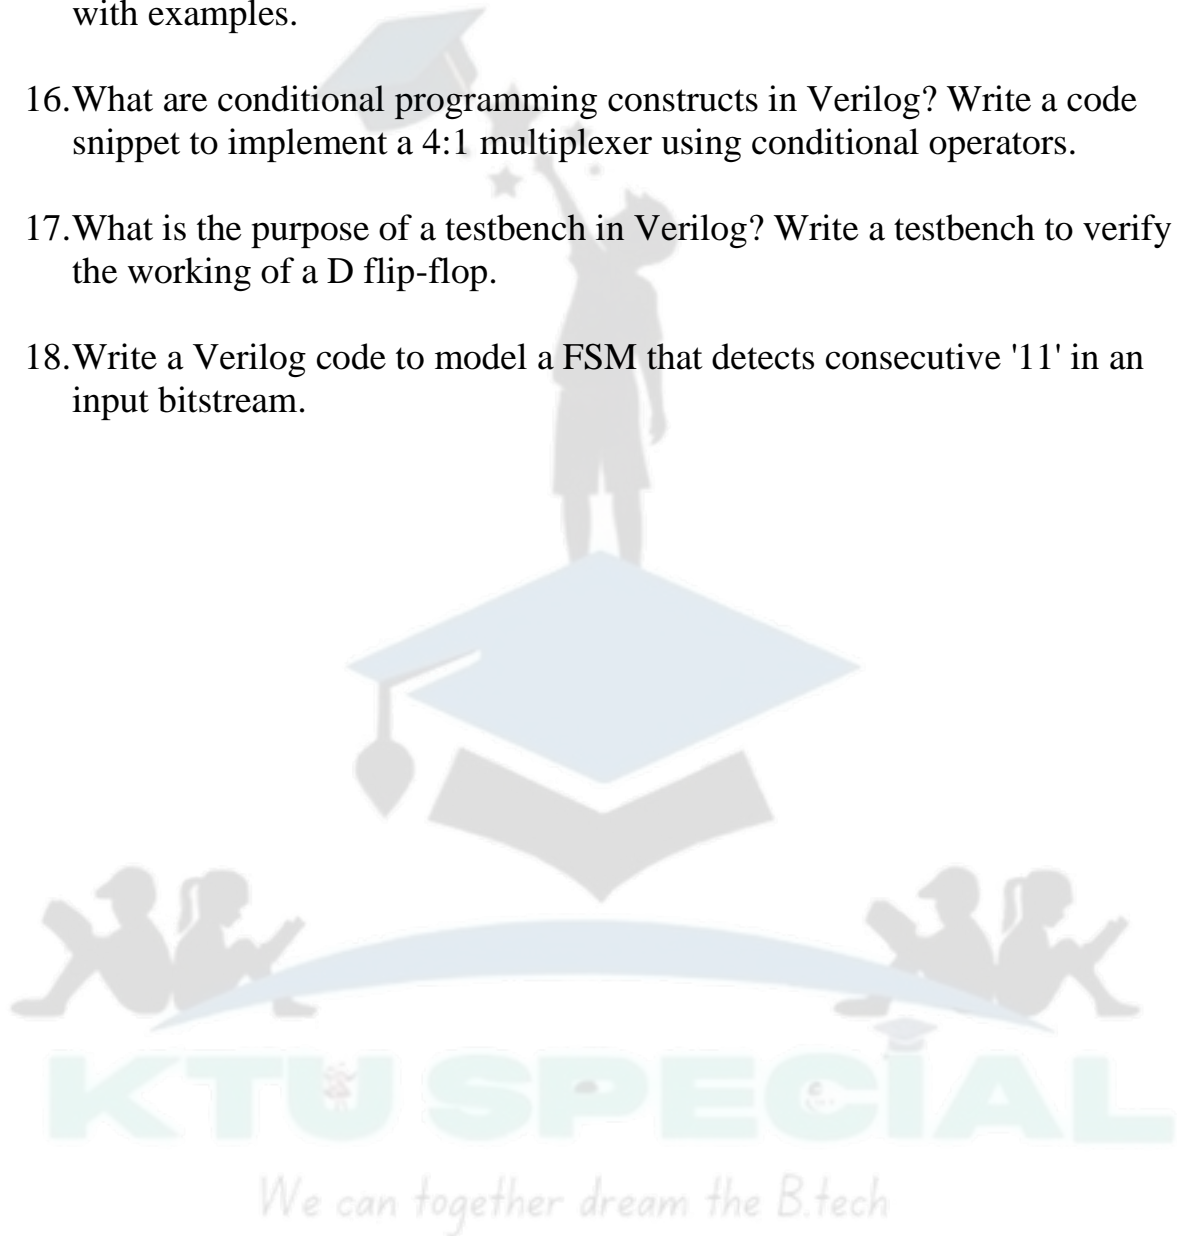 with examples.
16.What are conditional programming constructs in Verilog? Write a code
snippet to implement a 4:1 multiplexer using conditional operators.
17.What is the purpose of a testbench in Verilog? Write a testbench to verify
the working of a D flip-flop.
18.Write a Verilog code to model a FSM that detects consecutive '11' in an
input bitstream.
KTU SPECIAL
We can together dream the B.tech